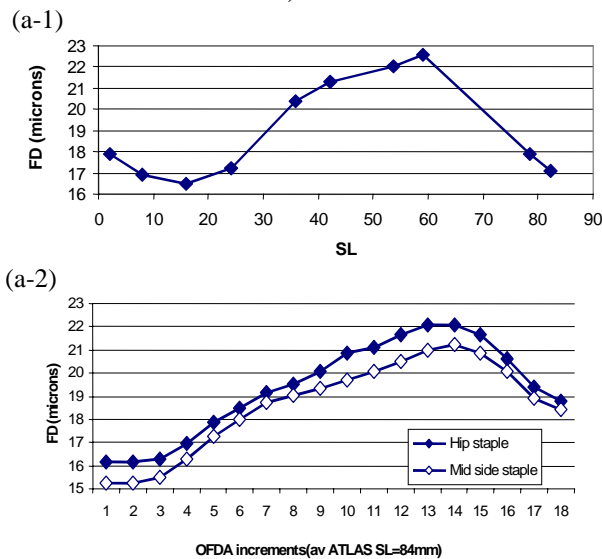 (a-1)
23
22
21
20
19
18
17
16
FD (microns)
0 10 20 30 40 50 60 70 80 90
SL
(a-2)
23
22
21
20
19
18
17
16
15
FD (microns)
Hip staple
Mid side staple
1 2 3 4 5 6 7 8 9 10 11 12 13 14 15 16 17 18
OFDA increments(av ATLAS SL=84mm)